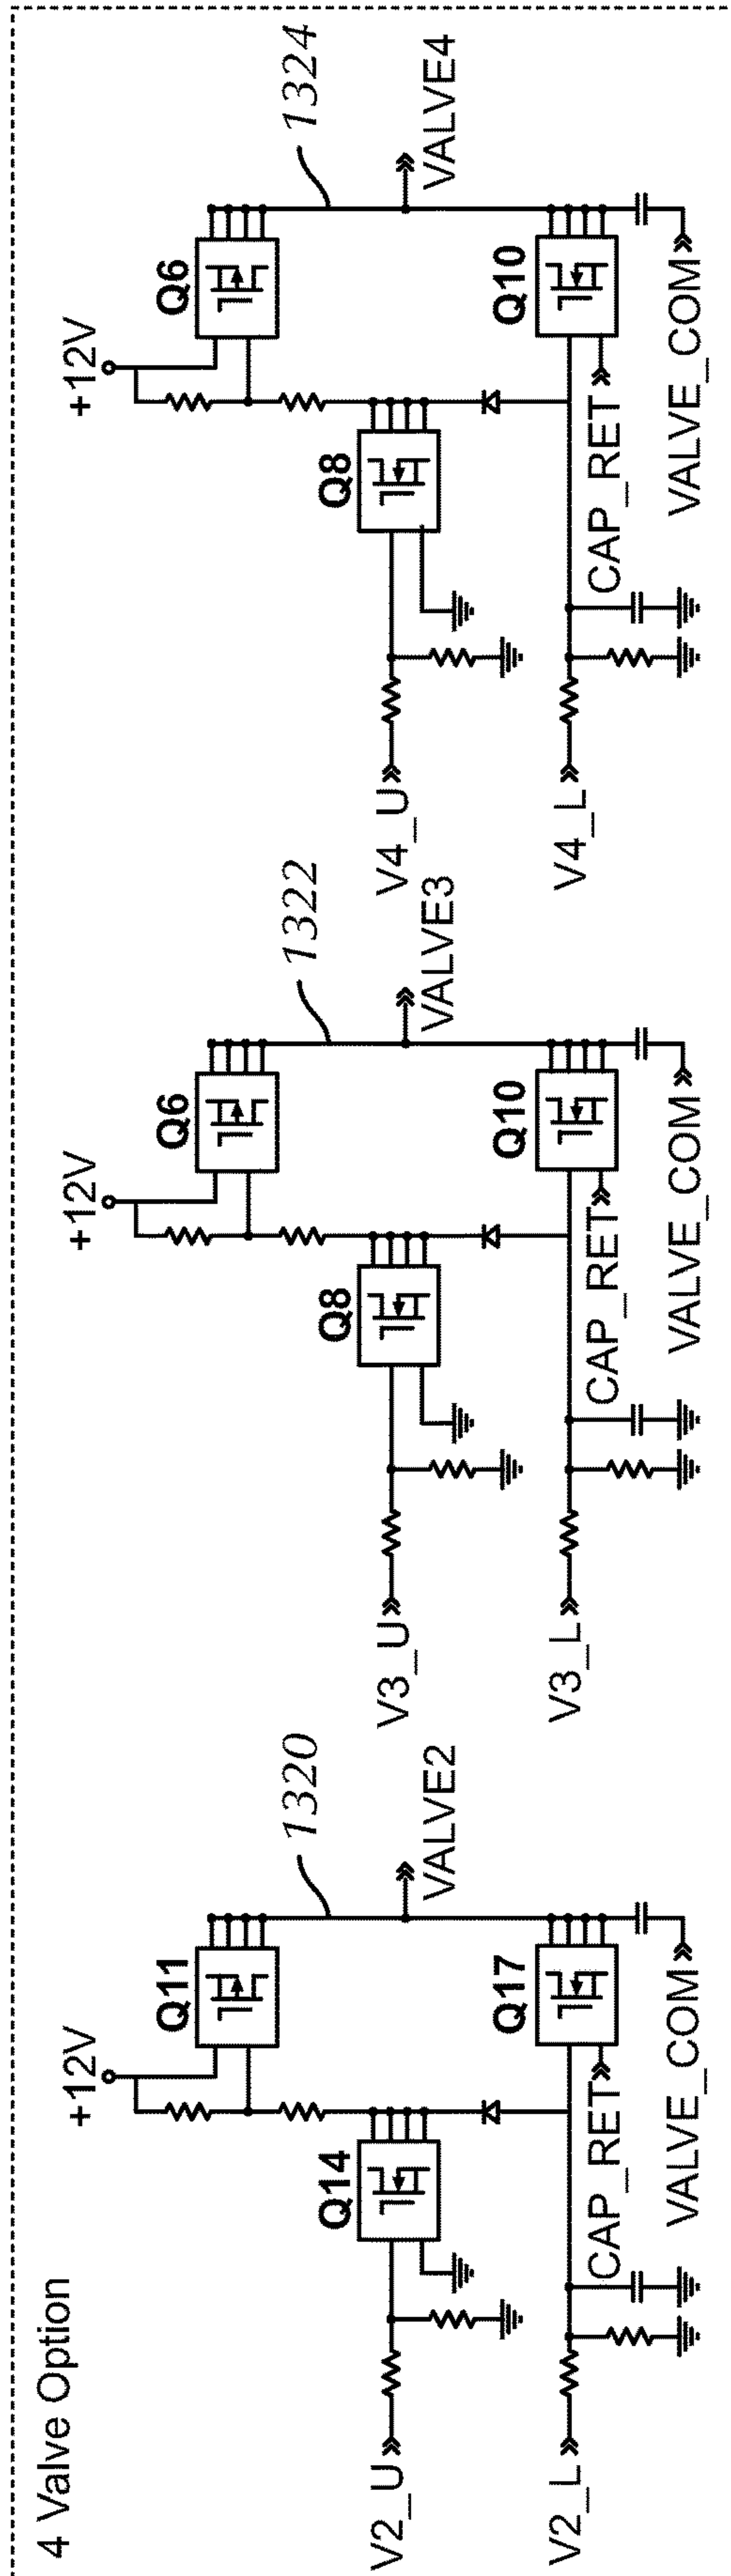 4 Valve Option
+12V
Q11
1320
Q14
V2_U
VALVE2
Q17
V2_L
CAP_RET
VALVE_COM
+12V
Q6
1322
Q8
V3_U
VALVE3
Q10
V3_L
CAP_RET
VALVE_COM
+12V
Q6
1324
Q8
V4_U
VALVE4
Q10
V4_L
CAP_RET
VALVE_COM